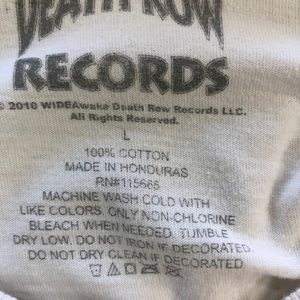 DEATH ROW
RECORDS
© 2010 WIDEAwake Death Row Records LLC.
All Rights Reserved.
L
100% COTTON
MADE IN HONDURAS
RN#115665
MACHINE WASH COLD WITH
LIKE COLORS. ONLY NON-CHLORINE
BLEACH WHEN NEEDED. TUMBLE
DRY LOW. DO NOT IRON IF DECORATED.
DO NOT DRY CLEAN IF DECORATED